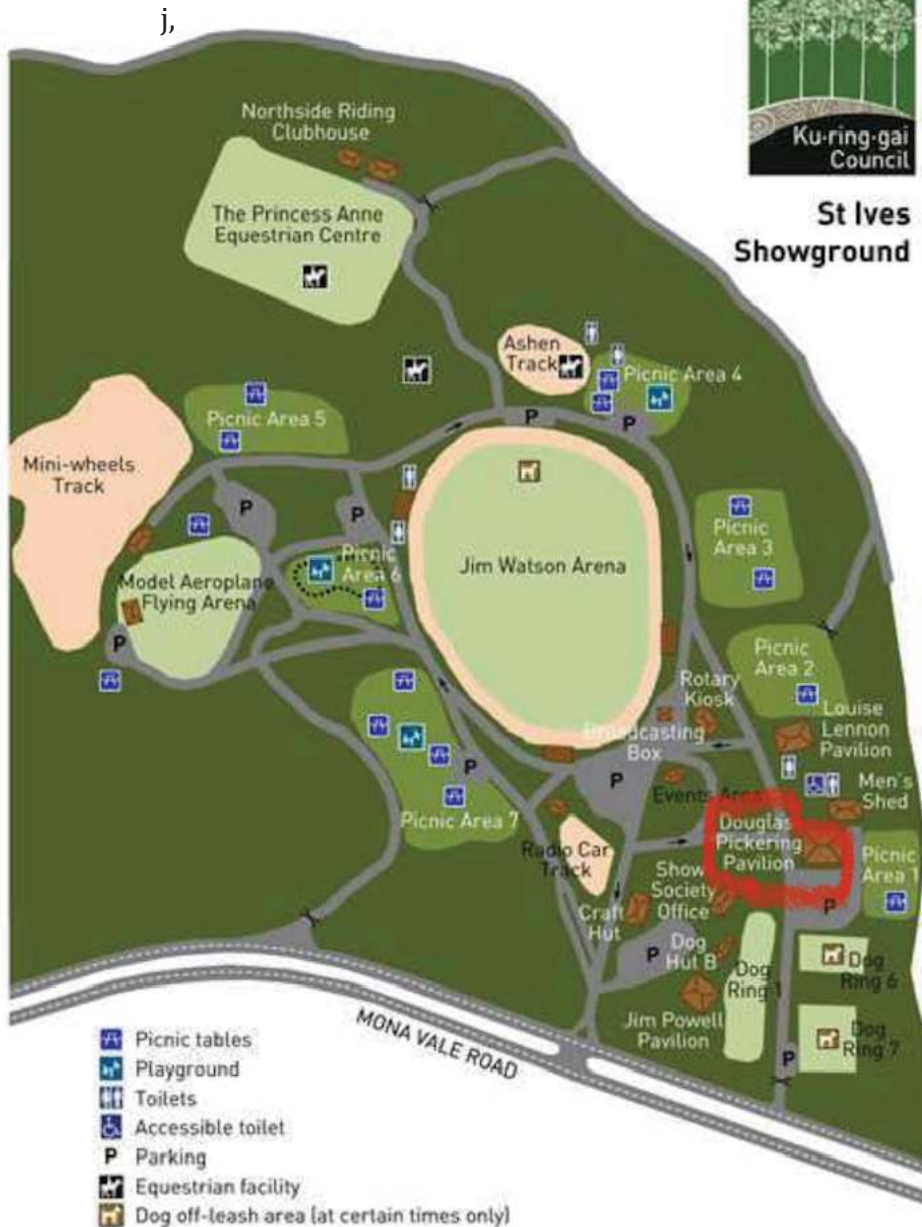 j,
Ku·ring·gai
Council
St Ives
Showground
Northside Riding
Clubhouse
The Princess Anne
Equestrian Centre
Ashen
Track
Picnic Area 4
P
P
Picnic Area 5
Mini-wheels
Track
P
P
Picnic
Area 6
Jim Watson Arena
Picnic
Area 3
Model Aeroplane
Flying Arena
P
Picnic
Area 2
Rotary
Kiosk
Louise
Lennon
Pavilion
Broadcasting
Box
P
P
Events Area
Men's
Shed
Picnic Area 7
Douglas
Pickering
Pavilion
Radio Car
Track
Picnic
Area 1
Show
Society
Office
P
Craft
Hut
Dog
Hut B
P
Dog
Ring 1
Dog
Ring 6
Jim Powell
Pavilion
Dog
Ring 7
P
MONA VALE ROAD
Picnic tables
Playground
Toilets
Accessible toilet
P Parking
Equestrian facility
Dog off-leash area (at certain times only)